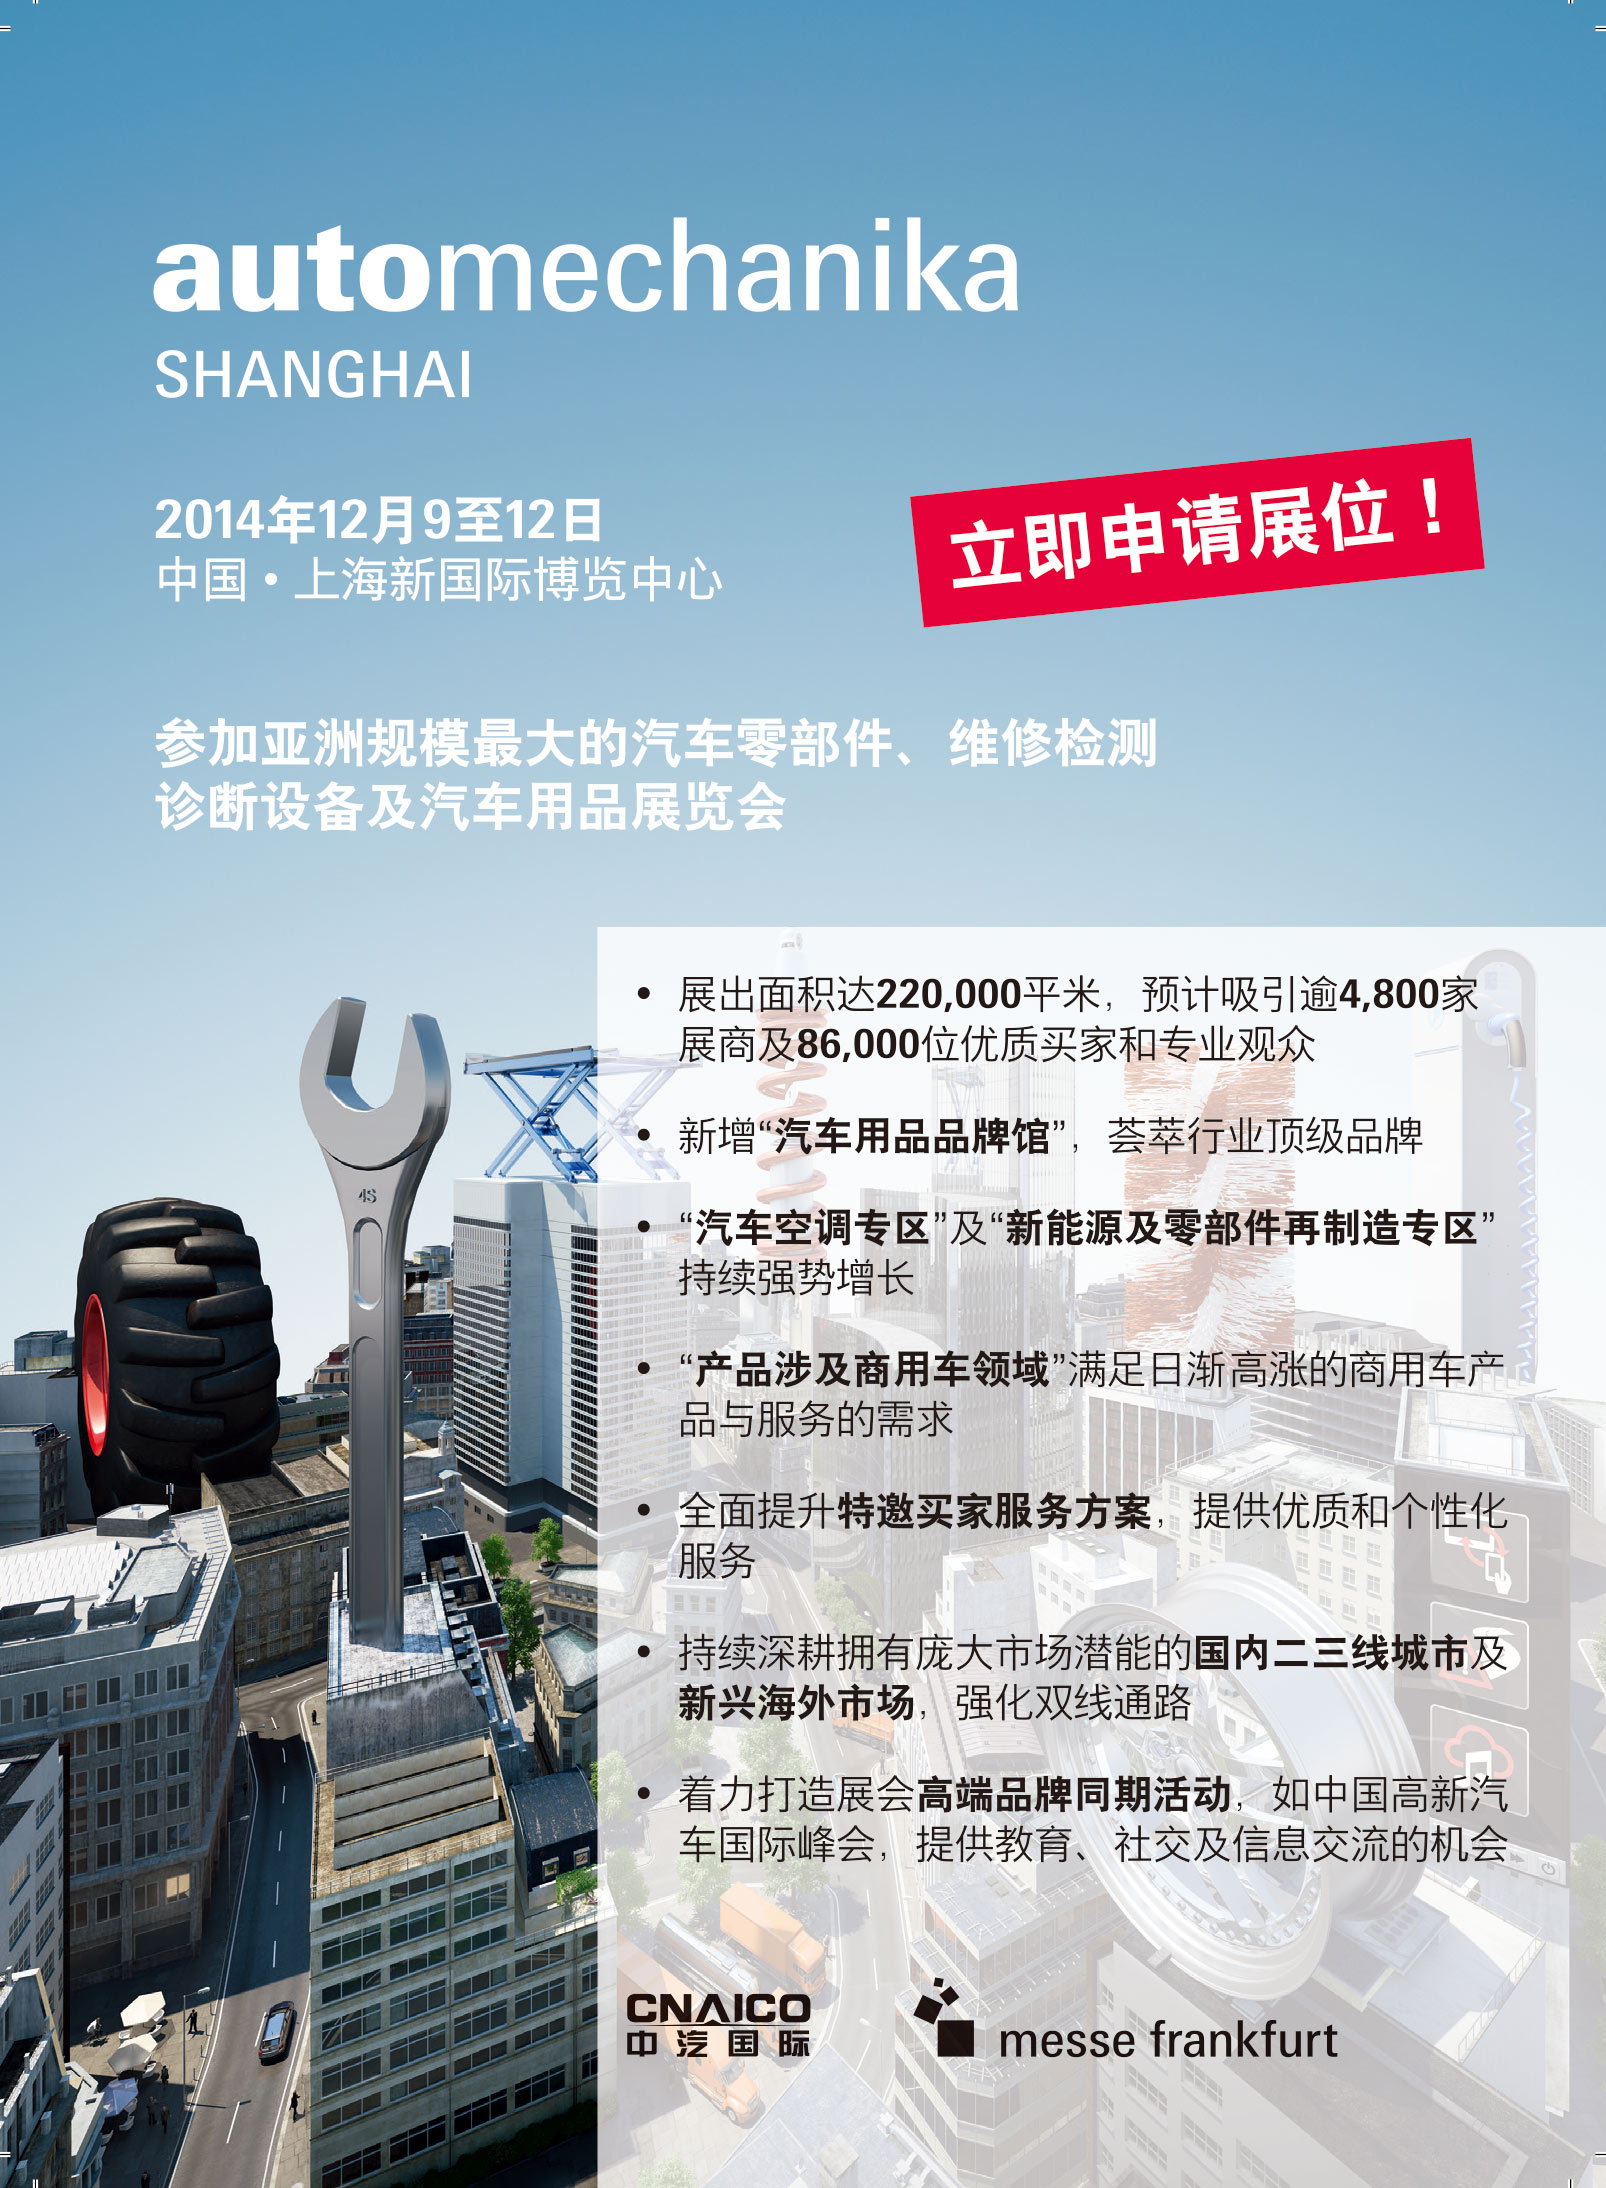 automechanika
SHANGHAI
2014年12月9至12日
中国·上海新国际博览中心
立即申请展位！
参加亚洲规模最大的汽车零部件、维修检测
诊断设备及汽车用品展览会
• 展出面积达220,000平米，预计吸引逾4,800家
展商及86,000位优质买家和专业观众
• 新增“汽车用品品牌馆”，荟萃行业顶级品牌
• “汽车空调专区”及“新能源及零部件再制造专区”
持续强势增长
• “产品涉及商用车领域”满足日渐高涨的商用车产
品与服务的需求
• 全面提升特邀买家服务方案，提供优质和个性化
服务
• 持续深耕拥有庞大市场潜能的国内二三线城市及
新兴海外市场，强化双线通路
• 着力打造展会高端品牌同期活动，如中国高新汽
车国际峰会，提供教育、社交及信息交流的机会
CNAICO
中汽国际
messe frankfurt